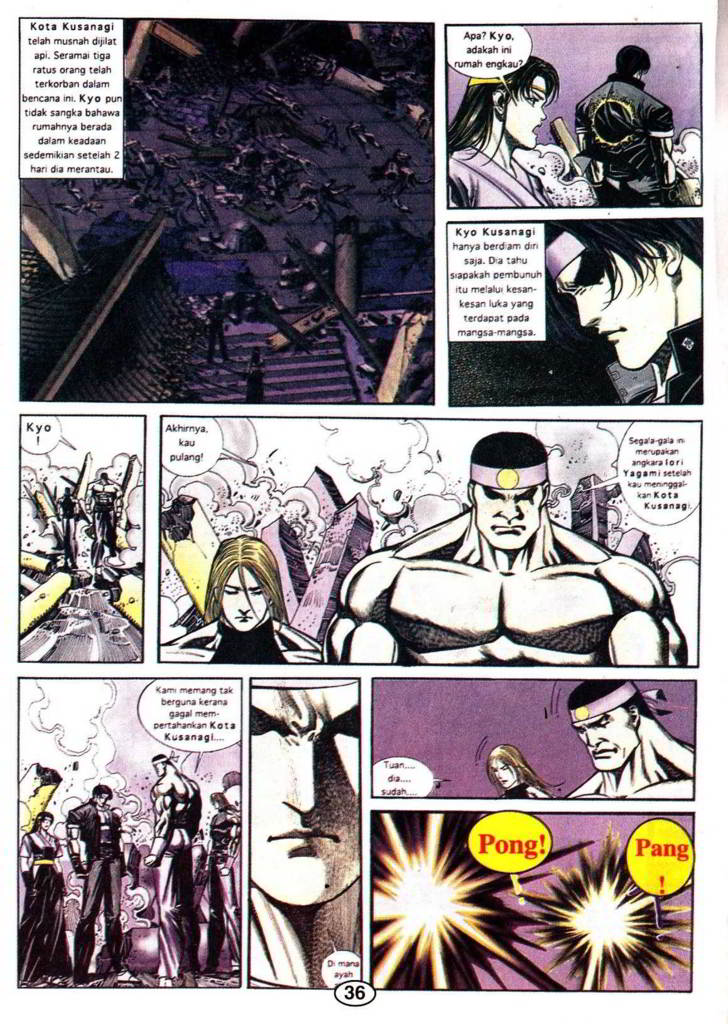 Kota Kusanagi
telah musnah dijilat
api. Seramai tiga
ratus orang telah
terkorban dalam
bencana ini. Kyo pun
tidak sangka bahawa
rumahnya berada
dalam keadaan
sedemikian setelah 2
hari dia merantau.
Apa? Kyo,
adakah ini
rumah engkau?
Kyo Kusanagi
hanya berdiam diri
saja. Dia tahu
siapakah pembunuh
itu melalui kesan-
kesan luka yang
terdapat pada
mangsa-mangsa.
Kyo
!
Akhirnya,
kau
pulang!
Segala-gala ini
merupakan
angkara Iori
Yagami setelah
kau meninggal-
kan Kota
Kusanagi.
Kami memang tak
berguna kerana
gagal mem-
pertahankan Kota
Kusanagi....
Di mana
ayah
Tuan....
dia....
sudah....
Pong!
Pang
!
36